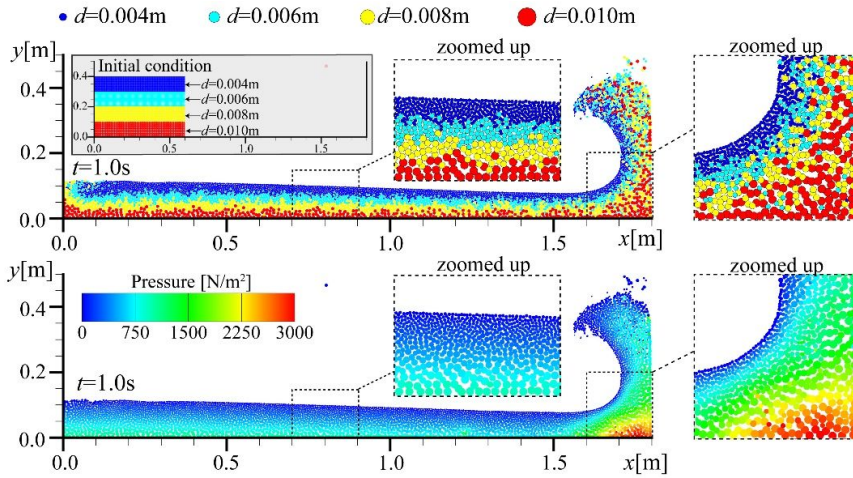 d=0.004m d=0.006m d=0.008m d=0.010m
y[m]
Initial condition
zoomed up
zoomed up
0.4
0.4
d=0.004m
d=0.006m
0.2
d=0.008m
d=0.010m
0.0
0.0 0.5 1.0 1.5
0.2
t=1.0s
0.0
0.0 0.5 1.0 1.5 x[m]
y[m]
zoomed up
zoomed up
Pressure [N/m²]
0.4
0 750 1500 2250 3000
0.2
t=1.0s
0.0
0.0 0.5 1.0 1.5 x[m]